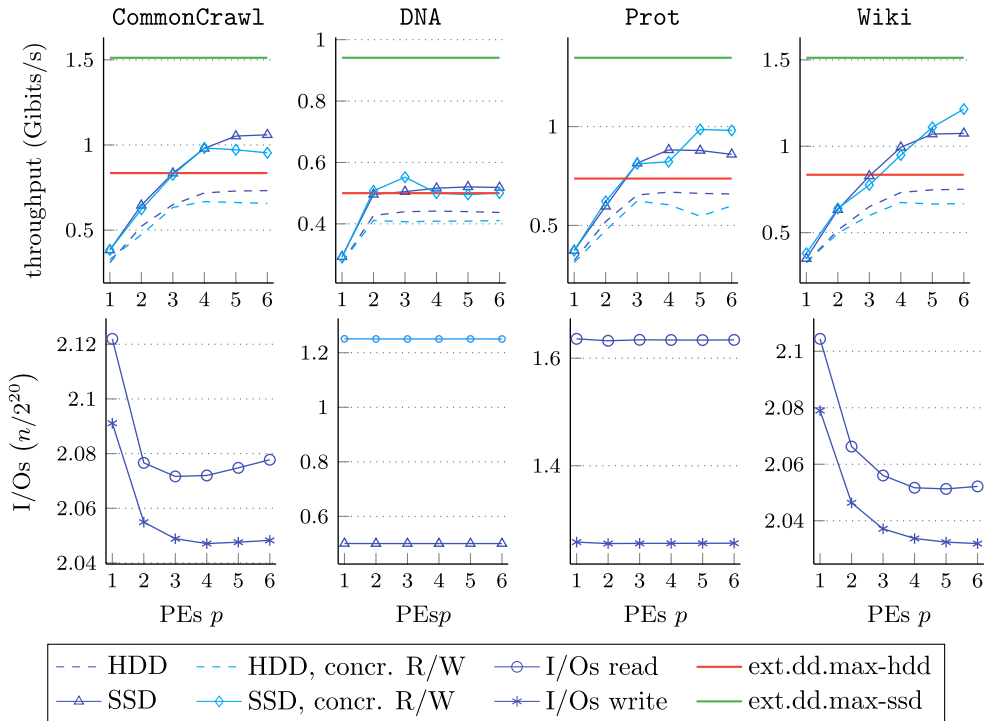 CommonCrawl DNA Prot Wiki
throughput (Gibits/s)
1.5
1
0.5
1 2 3 4 5 6
1
0.8
0.6
0.4
1 2 3 4 5 6
1
0.5
1 2 3 4 5 6
1.5
1
0.5
1 2 3 4 5 6
I/Os (n/2^20)
2.12
2.1
2.08
2.06
2.04
1 2 3 4 5 6
PEs p
1.2
1
0.8
0.6
1 2 3 4 5 6
PEsp
1.6
1.4
1 2 3 4 5 6
PEs p
2.1
2.08
2.06
2.04
1 2 3 4 5 6
PEs p
HDD HDD, concr. R/W I/Os read ext.dd.max-hdd
SSD SSD, concr. R/W I/Os write ext.dd.max-ssd